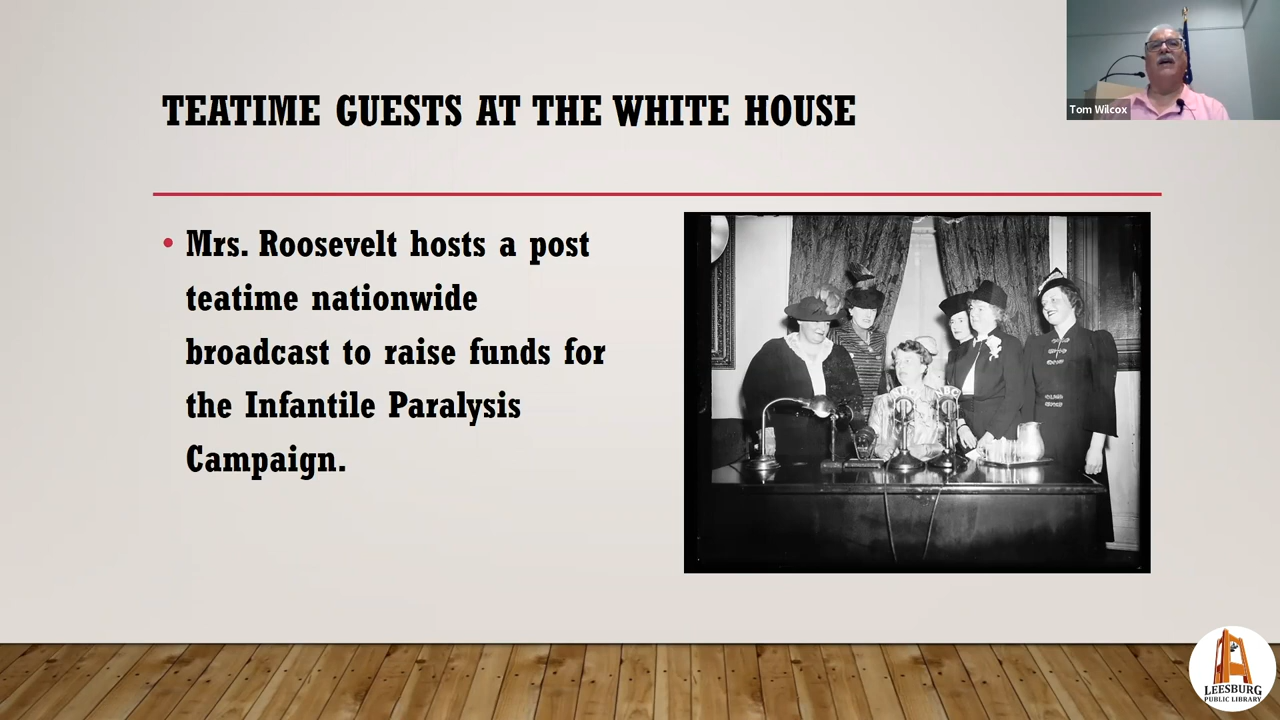 TEATIME GUESTS AT THE WHITE HOUSE
Tom Wilcox
Mrs. Roosevelt hosts a post
teatime nationwide
broadcast to raise funds for
the Infantile Paralysis
Campaign.
NBC
LEESBURG
PUBLIC LIBRARY